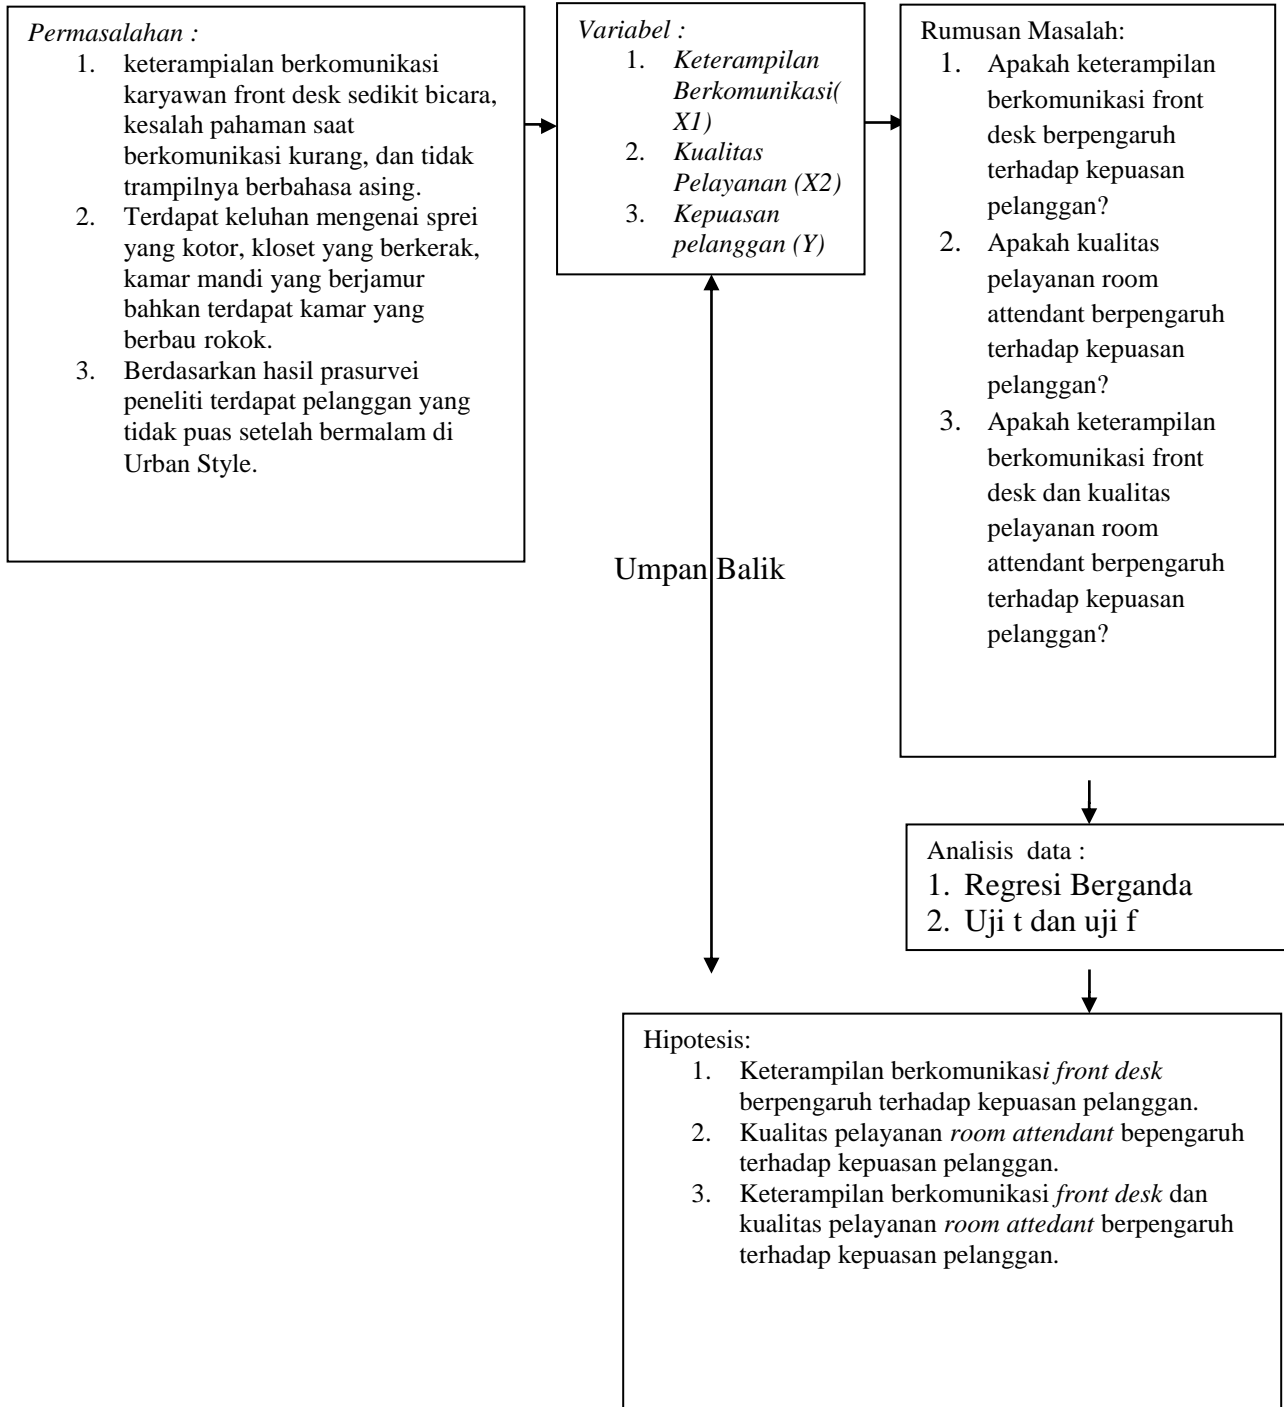 Permasalahan :
1. keterampialan berkomunikasi
karyawan front desk sedikit bicara,
kesalah pahaman saat
berkomunikasi kurang, dan tidak
trampilnya berbahasa asing.
2. Terdapat keluhan mengenai sprei
yang kotor, kloset yang berkerak,
kamar mandi yang berjamur
bahkan terdapat kamar yang
berbau rokok.
3. Berdasarkan hasil prasurvei
peneliti terdapat pelanggan yang
tidak puas setelah bermalam di
Urban Style.
Variabel :
1. Keterampilan
Berkomunikasi(
X1)
2. Kualitas
Pelayanan (X2)
3. Kepuasan
pelanggan (Y)
Rumusan Masalah:
1. Apakah keterampilan
berkomunikasi front
desk berpengaruh
terhadap kepuasan
pelanggan?
2. Apakah kualitas
pelayanan room
attendant berpengaruh
terhadap kepuasan
pelanggan?
3. Apakah keterampilan
berkomunikasi front
desk dan kualitas
pelayanan room
attendant berpengaruh
terhadap kepuasan
pelanggan?
Umpan Balik
Analisis data :
1. Regresi Berganda
2. Uji t dan uji f
Hipotesis:
1. Keterampilan berkomunikasi front desk
berpengaruh terhadap kepuasan pelanggan.
2. Kualitas pelayanan room attendant bepengaruh
terhadap kepuasan pelanggan.
3. Keterampilan berkomunikasi front desk dan
kualitas pelayanan room attedant berpengaruh
terhadap kepuasan pelanggan.